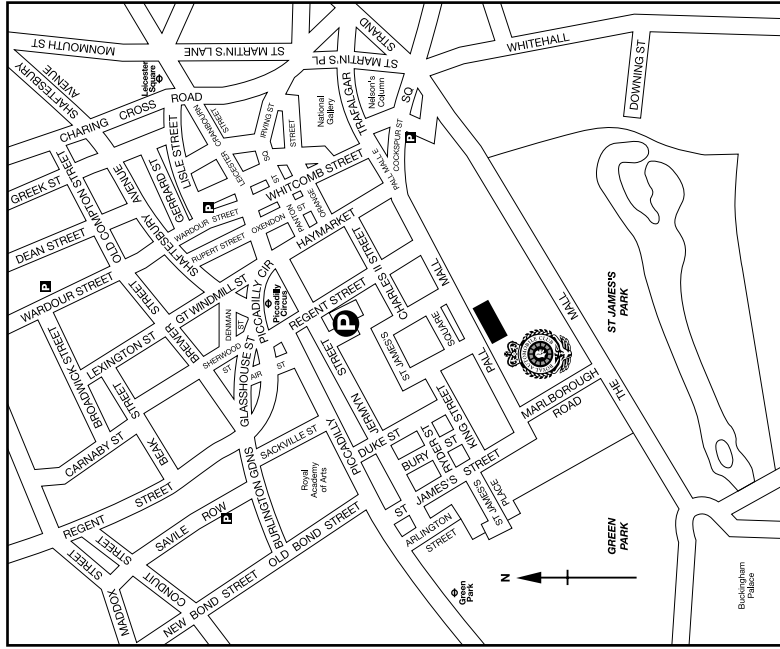 SHAFTESBURY
AVENUE
MONMOUTH ST
ST MARTIN'S LANE
ST MARTIN'S PL
STRAND
WHITEHALL
DOWNING ST
Leicester
Square
CHARING CROSS ROAD
CRANBOURN
STREET
IRVING ST
STREET
National
Gallery
TRAFALGAR
SQ
Nelson's
Column
P
COCKSPUR ST
PALL MALL E
GREEK ST
OLD COMPTON STREET
SHAFTESBURY
AVENUE
GERRARD ST
LISLE STREET
LEICESTER
SQ
ST
WHITCOMB STREET
ORANGE
PANTON
ST
OXENDON
HAYMARKET
DEAN STREET
P
WARDOUR STREET
RUPERT STREET
P
WARDOUR STREET
GT WINDMILL ST
BREWER
STREET
DENMAN
ST
SHERWOOD
ST
PICCADILLY CIR
Piccadilly
Circus
REGENT STREET
CHARLES II STREET
P
BROADWICK STREET
LEXINGTON ST
BEAK
STREET
GLASSHOUSE ST
AIR
ST
JERMYN
STREET
ST JAMES'S
SQUARE
PALL
MALL
THE
MALL
ST JAMES'S
PARK
CARNABY ST
REGENT
STREET
SACKVILLE ST
PICCADILLY
DUKE ST
BURY
ST
RYDER ST
KING STREET
MARLBOROUGH
ROAD
SAVILE
ROW
P
BURLINGTON GDNS
Royal
Academy
of Arts
ST JAMES'S STREET
ST JAMES'S
PLACE
ARLINGTON
STREET
MADDOX
STREET
CONDUIT
STREET
NEW BOND STREET
OLD BOND STREET
Green
Park
N
GREEN
PARK
Buckingham
Palace